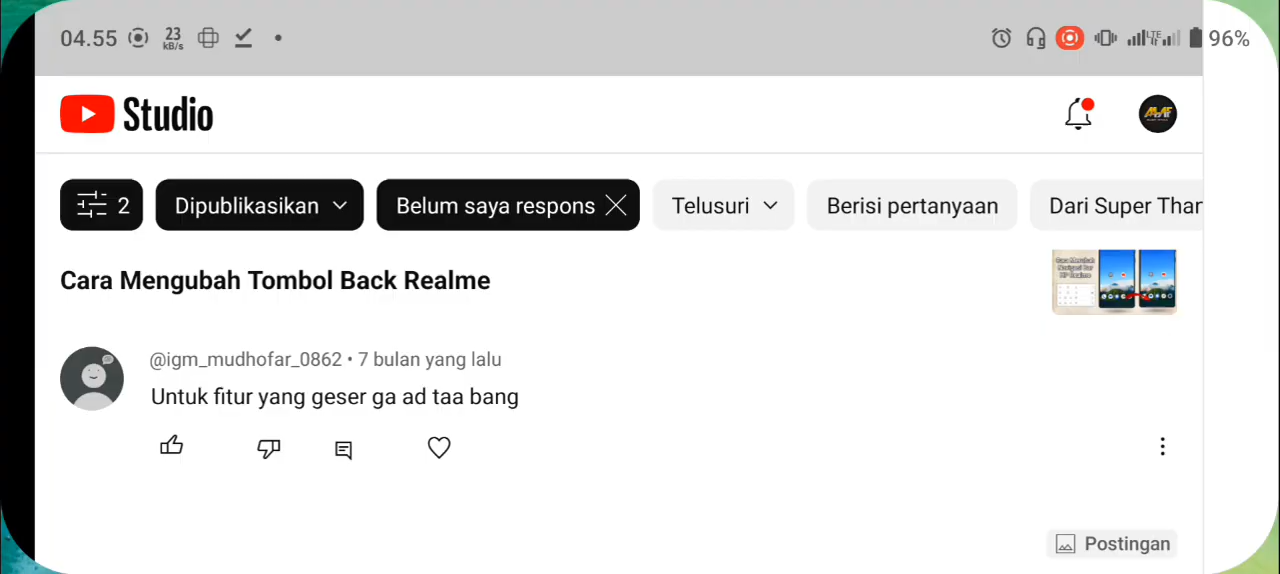 04.55 23 kB/s LTE 96%
Studio
2 Dipublikasikan Belum saya respons Telusuri Berisi pertanyaan Dari Super Thar
Cara Mengubah Tombol Back Realme
@igm_mudhofar_0862 • 7 bulan yang lalu
Untuk fitur yang geser ga ad taa bang
Postingan